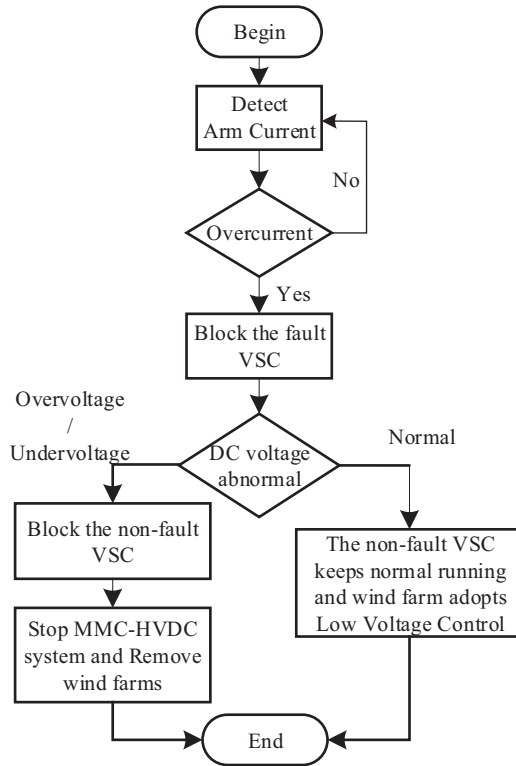 Begin
Detect
Arm Current
No
Overcurrent
Yes
Block the fault
VSC
Overvoltage
/
Undervoltage
DC voltage
abnormal
Normal
Block the non-fault
VSC
The non-fault VSC
keeps normal running
and wind farm adopts
Low Voltage Control
Stop MMC-HVDC
system and Remove
wind farms
End